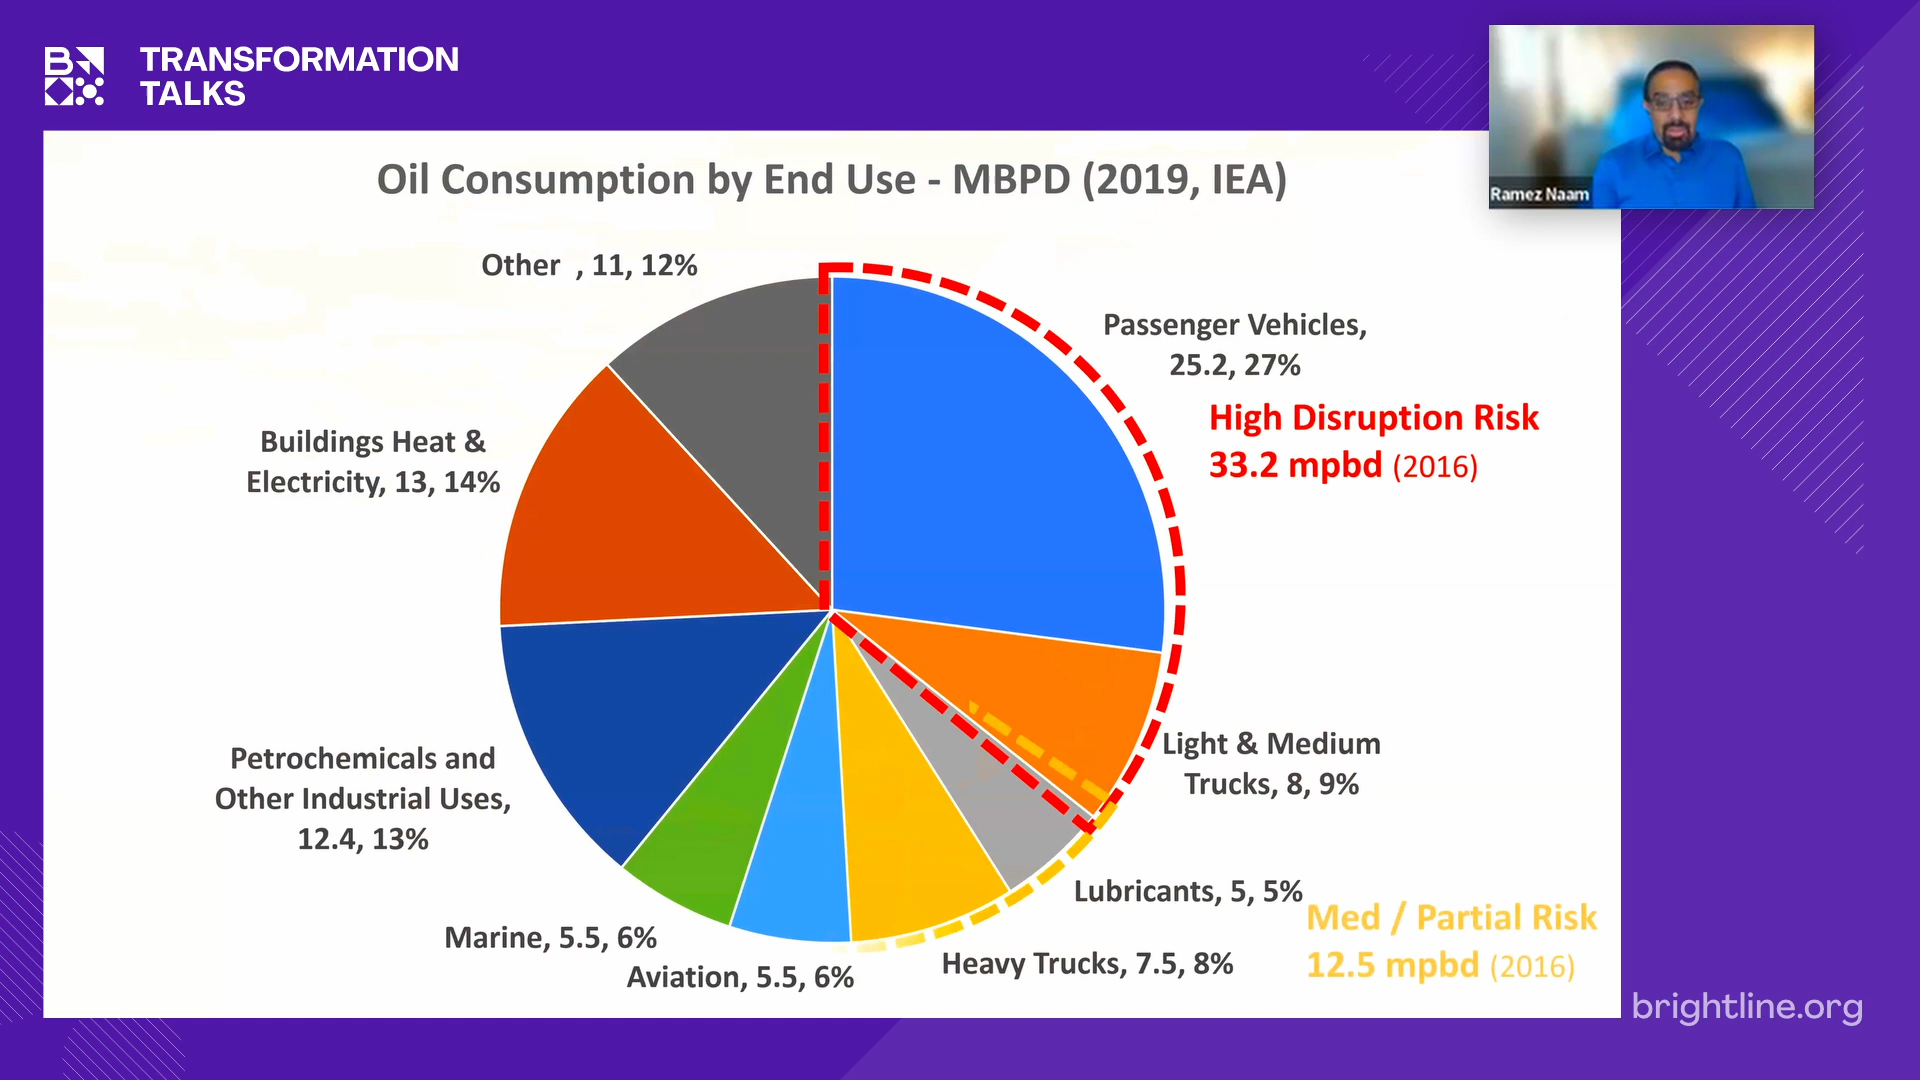 TRANSFORMATION
TALKS
Ramez Naam
Oil Consumption by End Use - MBPD (2019, IEA)
Other , 11, 12%
Passenger Vehicles,
25.2, 27%
High Disruption Risk
33.2 mpbd (2016)
Buildings Heat &
Electricity, 13, 14%
Light & Medium
Trucks, 8, 9%
Petrochemicals and
Other Industrial Uses,
12.4, 13%
Lubricants, 5, 5%
Med / Partial Risk
12.5 mpbd (2016)
Marine, 5.5, 6%
Heavy Trucks, 7.5, 8%
Aviation, 5.5, 6%
brightline.org